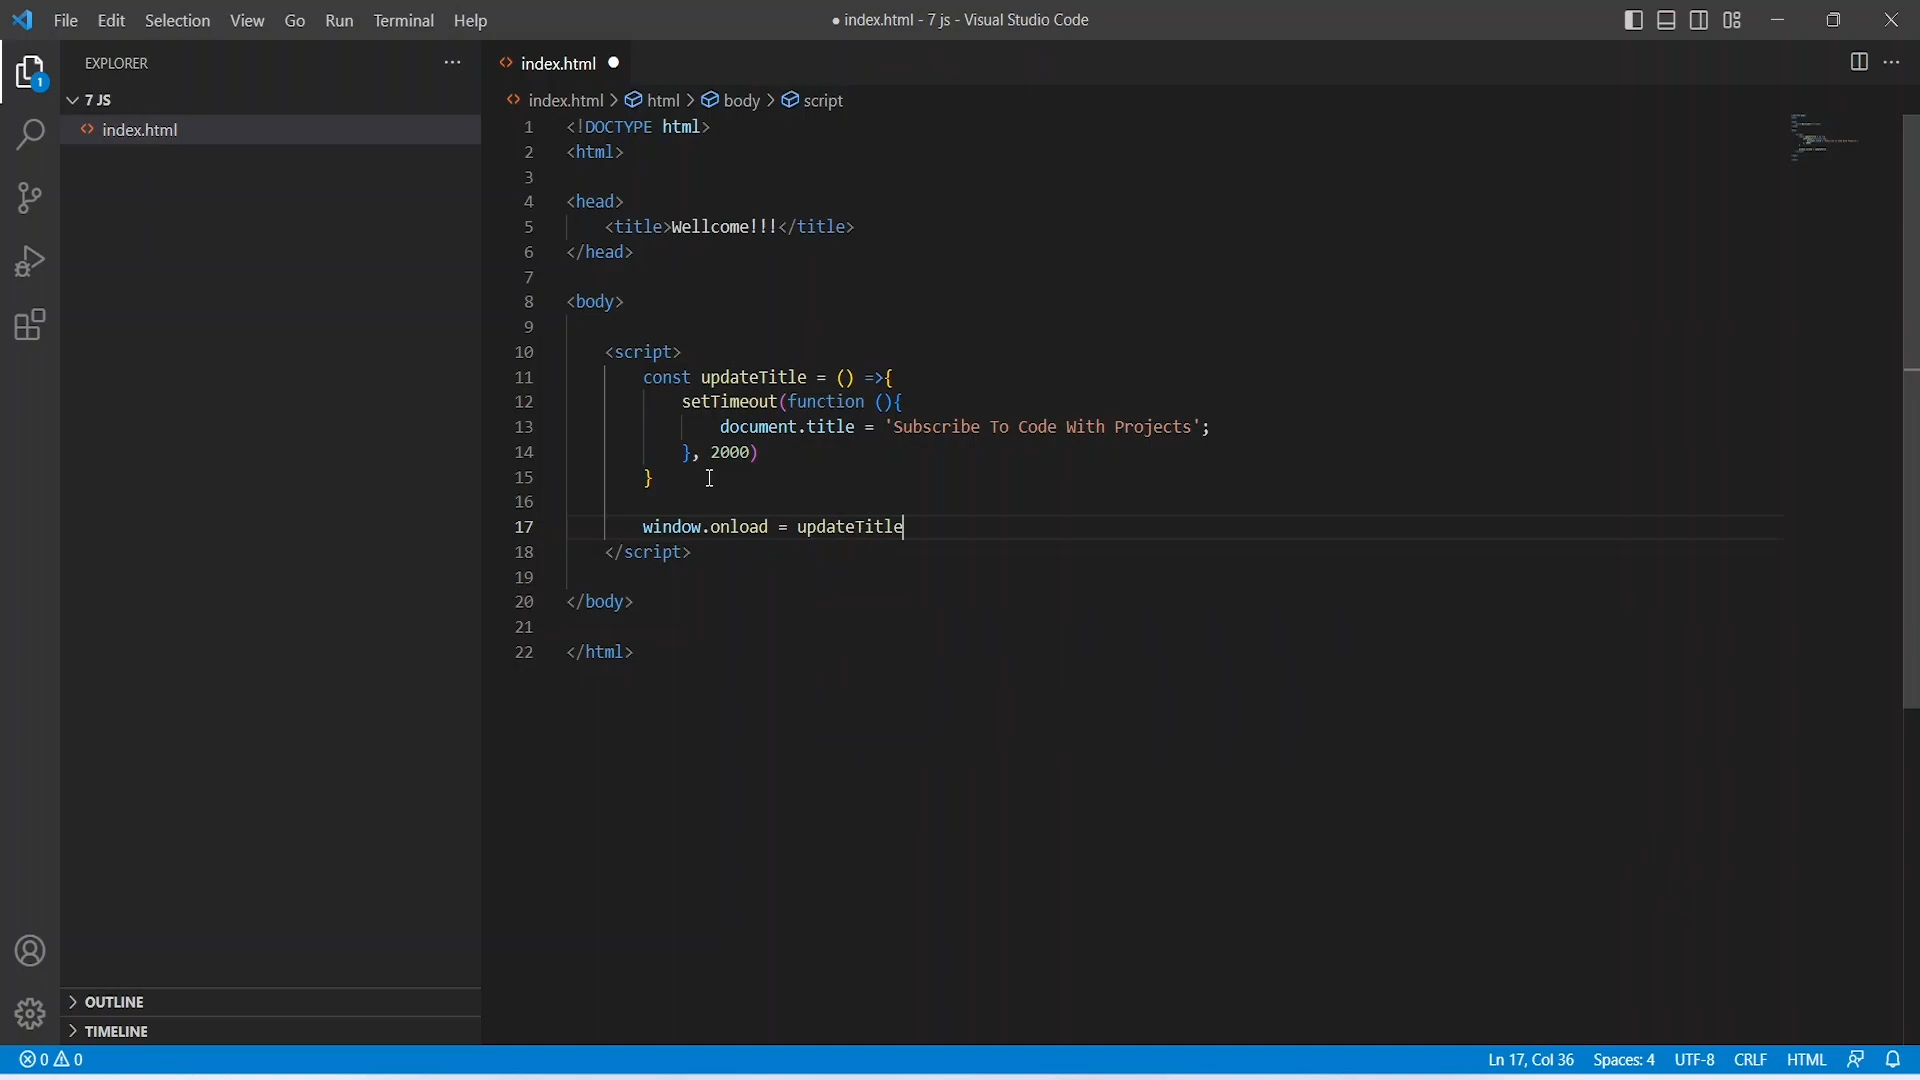 File Edit Selection View Go Run Terminal Help
● index.html - 7 js - Visual Studio Code
EXPLORER
1
7 JS
index.html
index.html
index.html > html > body > script
1 <!DOCTYPE html>
2 <html>
3
4 <head>
5 <title>Wellcome!!!</title>
6 </head>
7
8 <body>
9
10 <script>
11 const updateTitle = () =>{
12 setTimeout(function (){
13 document.title = 'Subscribe To Code With Projects';
14 }, 2000)
15 }
16
17 window.onload = updateTitle
18 </script>
19
20 </body>
21
22 </html>
OUTLINE
TIMELINE
0 0
Ln 17, Col 36 Spaces: 4 UTF-8 CRLF HTML